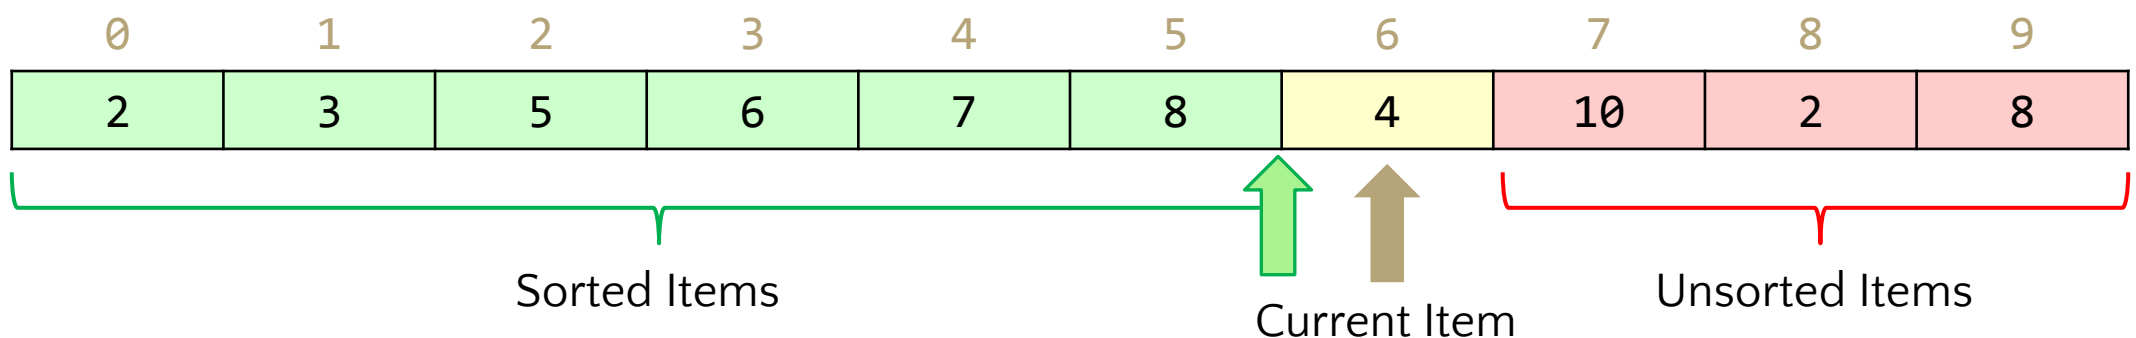 0 1 2 3 4 5 6 7 8 9
2 3 5 6 7 8 4 10 2 8
Sorted Items
Current Item
Unsorted Items